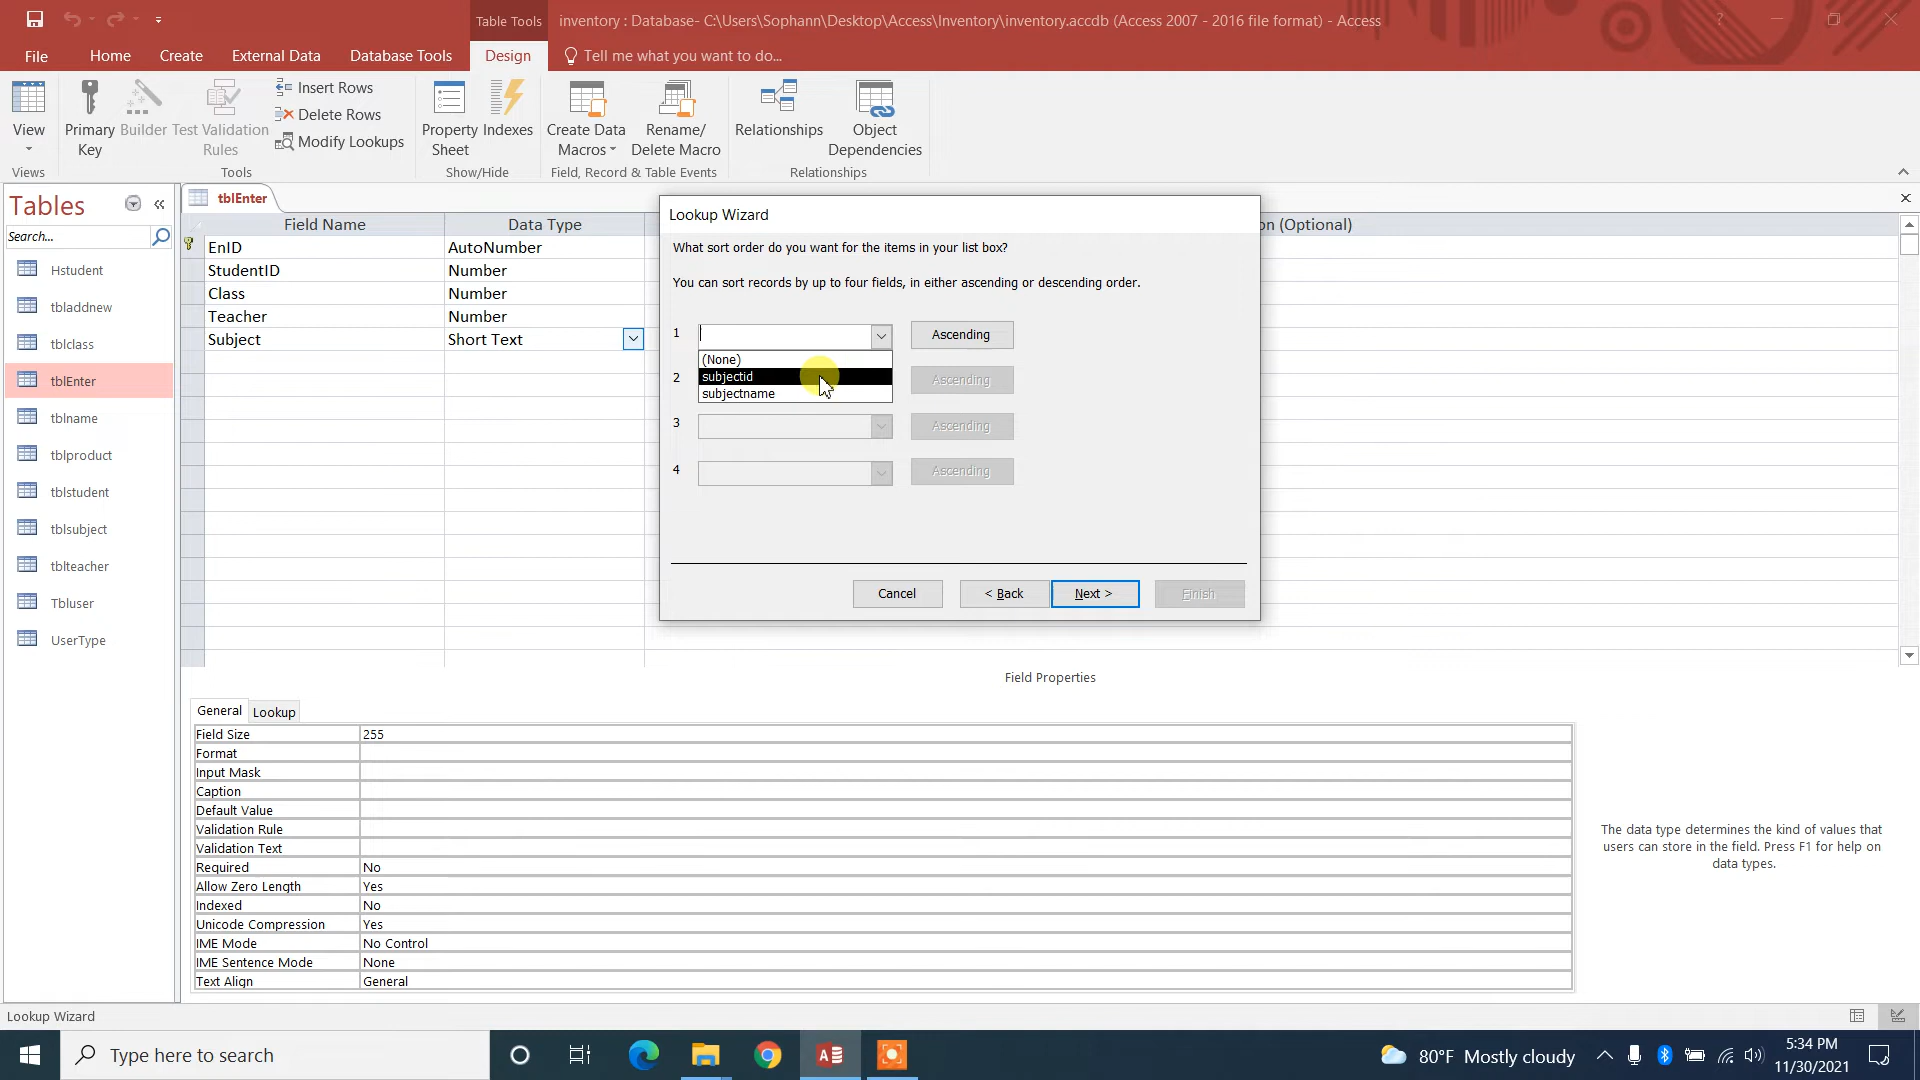 Table Tools
inventory : Database- C:\Users\Sophann\Desktop\Access\Inventory\inventory.accdb (Access 2007 - 2016 file format) - Access
?
File
Home
Create
External Data
Database Tools
Design
Tell me what you want to do...
View
Primary Key
Builder
Test Validation Rules
Insert Rows
Delete Rows
Modify Lookups
Property Sheet
Indexes
Create Data Macros
Rename/ Delete Macro
Relationships
Object Dependencies
Views
Tools
Show/Hide
Field, Record & Table Events
Relationships
Tables
Search...
Hstudent
tbladdnew
tblclass
tblEnter
tblname
tblproduct
tblstudent
tblsubject
tblteacher
Tbluser
UserType
tblEnter
Field Name
Data Type
on (Optional)
EnID
AutoNumber
StudentID
Number
Class
Number
Teacher
Number
Subject
Short Text
Lookup Wizard
What sort order do you want for the items in your list box?
You can sort records by up to four fields, in either ascending or descending order.
1
Ascending
(None)
subjectid
subjectname
2
Ascending
3
Ascending
4
Ascending
Cancel
< Back
Next >
Finish
Field Properties
General
Lookup
Field Size
255
Format
Input Mask
Caption
Default Value
Validation Rule
Validation Text
Required
No
Allow Zero Length
Yes
Indexed
No
Unicode Compression
Yes
IME Mode
No Control
IME Sentence Mode
None
Text Align
General
The data type determines the kind of values that
users can store in the field. Press F1 for help on
data types.
Lookup Wizard
Type here to search
80°F Mostly cloudy
5:34 PM
11/30/2021